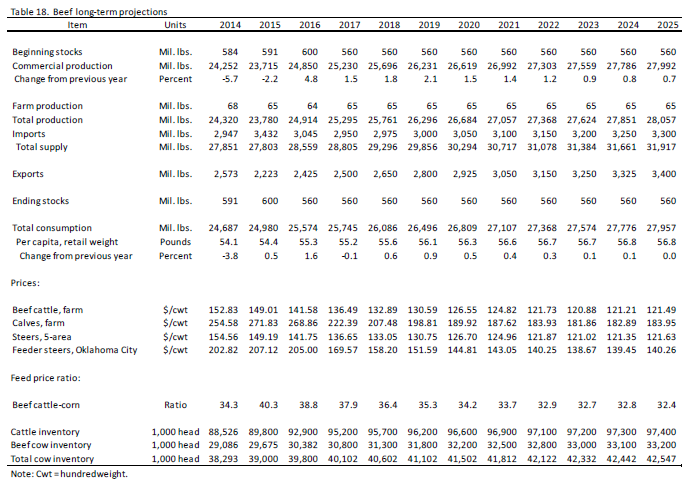 Table 18. Beef long-term projections
Item Units 2014 2015 2016 2017 2018 2019 2020 2021 2022 2023 2024 2025
Beginning stocks Mil. lbs. 584 591 600 560 560 560 560 560 560 560 560 560
Commercial production Mil. lbs. 24,252 23,715 24,850 25,230 25,696 26,231 26,619 26,992 27,303 27,559 27,786 27,992
Change from previous year Percent -5.7 -2.2 4.8 1.5 1.8 2.1 1.5 1.4 1.2 0.9 0.8 0.7
Farm production Mil. lbs. 68 65 64 65 65 65 65 65 65 65 65 65
Total production Mil. lbs. 24,320 23,780 24,914 25,295 25,761 26,296 26,684 27,057 27,368 27,624 27,851 28,057
Imports Mil. lbs. 2,947 3,432 3,045 2,950 2,975 3,000 3,050 3,100 3,150 3,200 3,250 3,300
Total supply Mil. lbs. 27,851 27,803 28,559 28,805 29,296 29,856 30,294 30,717 31,078 31,384 31,661 31,917
Exports Mil. lbs. 2,573 2,223 2,425 2,500 2,650 2,800 2,925 3,050 3,150 3,250 3,325 3,400
Ending stocks Mil. lbs. 591 600 560 560 560 560 560 560 560 560 560 560
Total consumption Mil. lbs. 24,687 24,980 25,574 25,745 26,086 26,496 26,809 27,107 27,368 27,574 27,776 27,957
Per capita, retail weight Pounds 54.1 54.4 55.3 55.2 55.6 56.1 56.3 56.6 56.7 56.7 56.8 56.8
Change from previous year Percent -3.8 0.5 1.6 -0.1 0.6 0.9 0.5 0.4 0.3 0.1 0.1 0.0
Prices:
Beef cattle, farm $/cwt 152.83 149.01 141.58 136.49 132.89 130.59 126.55 124.82 121.73 120.88 121.21 121.49
Calves, farm $/cwt 254.58 271.83 268.86 222.39 207.48 198.81 189.92 187.62 183.93 181.86 182.89 183.95
Steers, 5-area $/cwt 154.56 149.19 141.75 136.65 133.05 130.75 126.70 124.96 121.87 121.02 121.35 121.63
Feeder steers, Oklahoma City $/cwt 202.82 207.12 205.00 169.57 158.20 151.59 144.81 143.05 140.25 138.67 139.45 140.26
Feed price ratio:
Beef cattle-corn Ratio 34.3 40.3 38.8 37.9 36.4 35.3 34.2 33.7 32.9 32.7 32.8 32.4
Cattle inventory 1,000 head 88,526 89,800 92,900 95,200 95,700 96,200 96,600 96,900 97,100 97,200 97,300 97,400
Beef cow inventory 1,000 head 29,086 29,675 30,382 30,800 31,300 31,800 32,200 32,500 32,800 33,000 33,100 33,200
Total cow inventory 1,000 head 38,293 39,000 39,800 40,102 40,602 41,102 41,502 41,812 42,122 42,332 42,442 42,547
Note: Cwt = hundredweight.